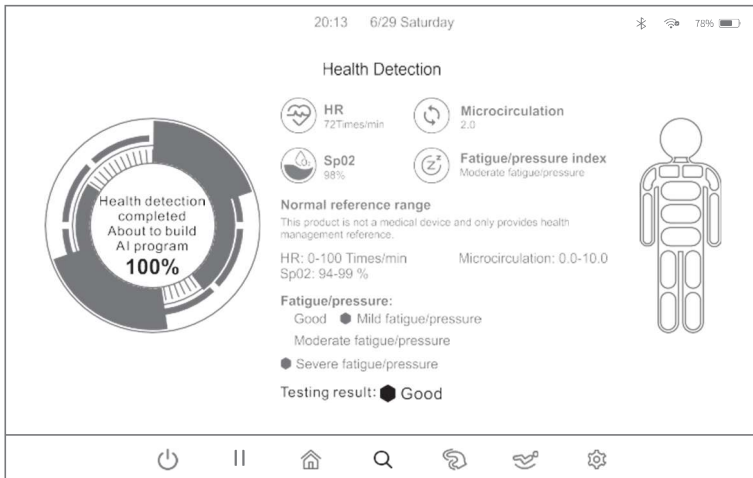 20:13 6/29 Saturday 78%
Health Detection
HR
72Times/min
Microcirculation
2.0
Sp02
98%
Fatigue/pressure index
Moderate fatigue/pressure
Health detection
completed
About to build
AI program
100%
Normal reference range
This product is not a medical device and only provides health
management reference.
HR: 0-100 Times/min Microcirculation: 0.0-10.0
Sp02: 94-99 %
Fatigue/pressure:
Good Mild fatigue/pressure
Moderate fatigue/pressure
Severe fatigue/pressure
Testing result: Good